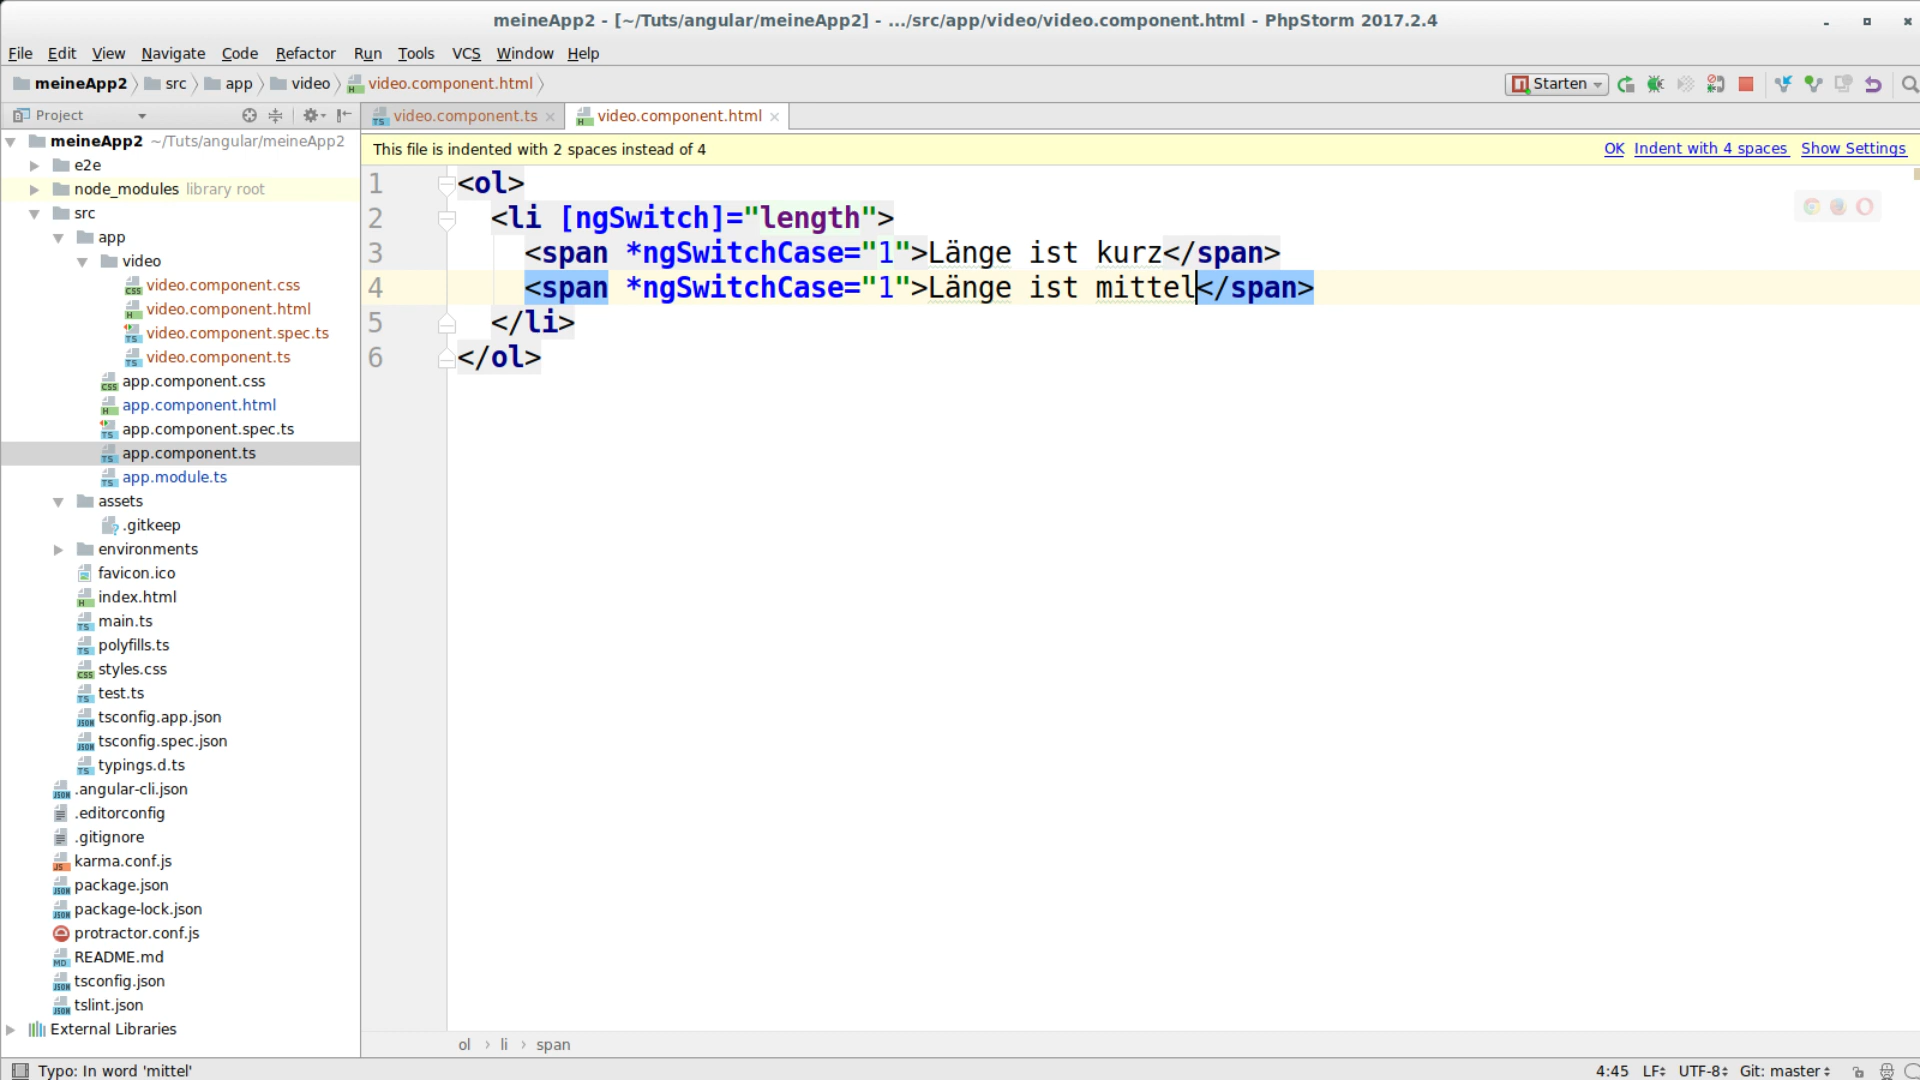 meineApp2 - [~/Tuts/angular/meineApp2] - .../src/app/video/video.component.html - PhpStorm 2017.2.4
File Edit View Navigate Code Refactor Run Tools VCS Window Help
meineApp2 src app video video.component.html Starten
Project video.component.ts video.component.html
meineApp2 ~/Tuts/angular/meineApp2
This file is indented with 2 spaces instead of 4 OK Indent with 4 spaces Show Settings
e2e
node_modules library root
src
app
video
video.component.css
video.component.html
video.component.spec.ts
video.component.ts
app.component.css
app.component.html
app.component.spec.ts
app.component.ts
app.module.ts
assets
.gitkeep
environments
favicon.ico
index.html
main.ts
polyfills.ts
styles.css
test.ts
tsconfig.app.json
tsconfig.spec.json
typings.d.ts
.angular-cli.json
.editorconfig
.gitignore
karma.conf.js
package.json
package-lock.json
protractor.conf.js
README.md
tsconfig.json
tslint.json
External Libraries
1 <ol>
2 <li [ngSwitch]="length">
3 <span *ngSwitchCase="1">Länge ist kurz</span>
4 <span *ngSwitchCase="1">Länge ist mittel</span>
5 </li>
6 </ol>
ol › li › span
Typo: In word 'mittel' 4:45 LF UTF-8 Git: master